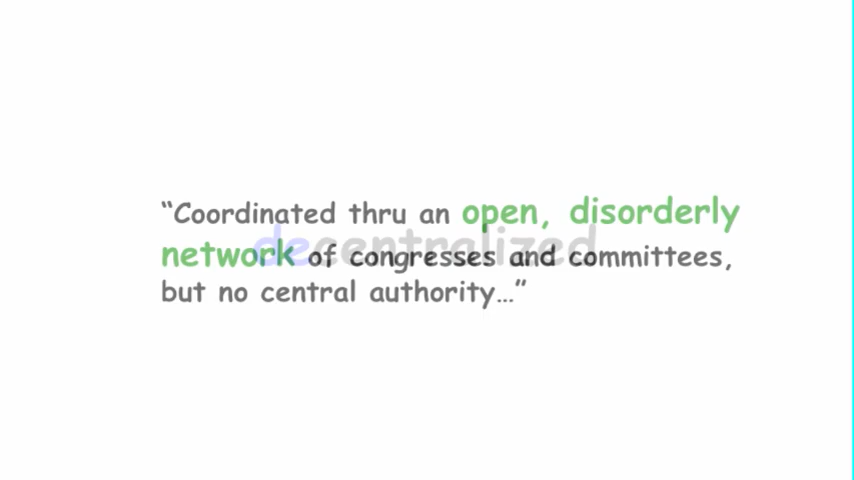 “Coordinated thru an open, disorderly
network of congresses and committees,
but no central authority…”
decentralized